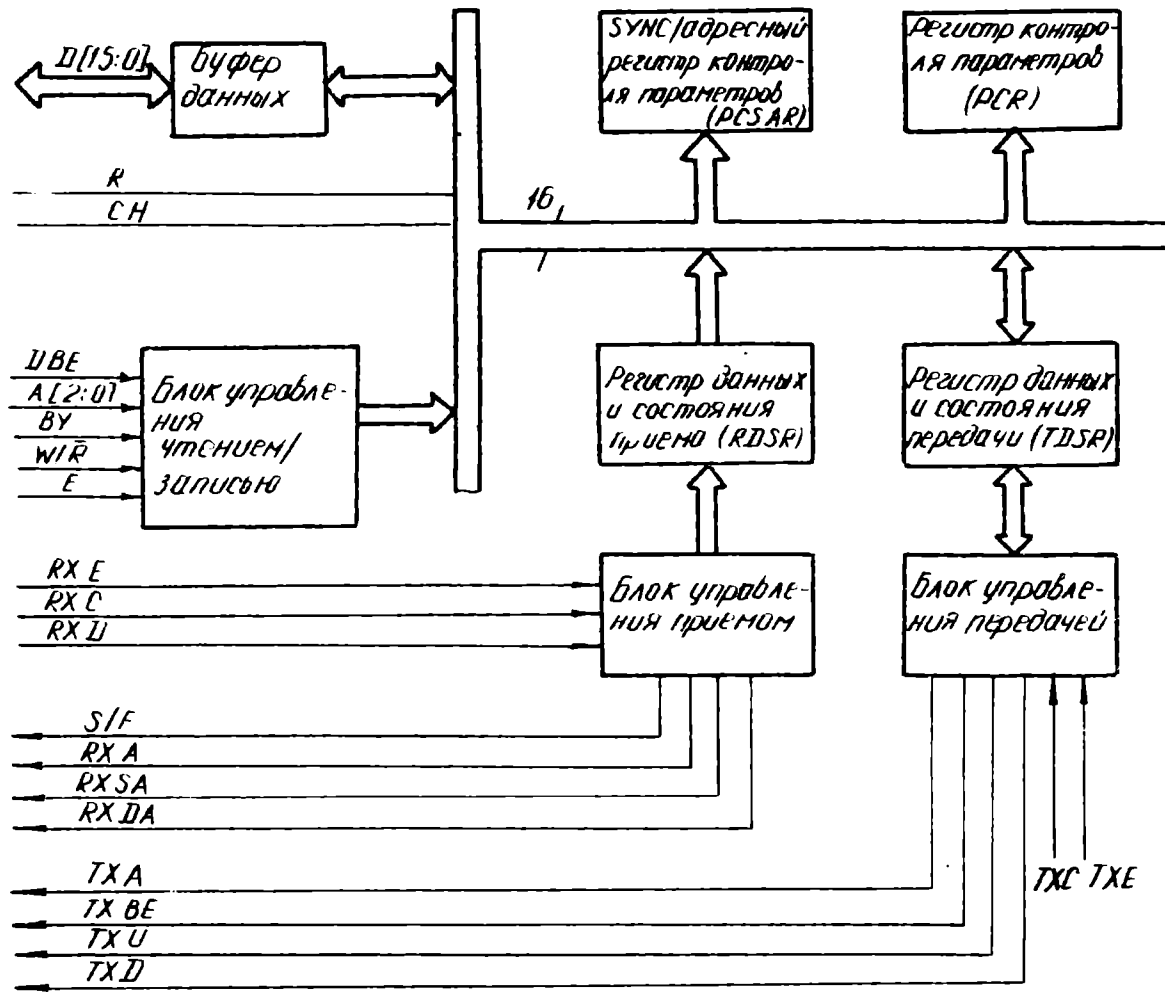 D[15:0]
Буфер
данных
SYNC/адресный
регистр контро-
ля параметров
(PCSAR)
Регистр контро-
ля параметров
(PCR)
R
CH
16
DBE
A[2:0]
BY
W/R̅
E
Блок управле-
ния
чтением/
записью
Регистр данных
и состояния
приема (RDSR)
Регистр данных
и состояния
передачи (TDSR)
RX E
RX C
RX D
Блок управле-
ния приемом
Блок управле-
ния передачей
S/F
RX A
RX SA
RX DA
TX A
TX BE
TX U
TX D
TXC TXE